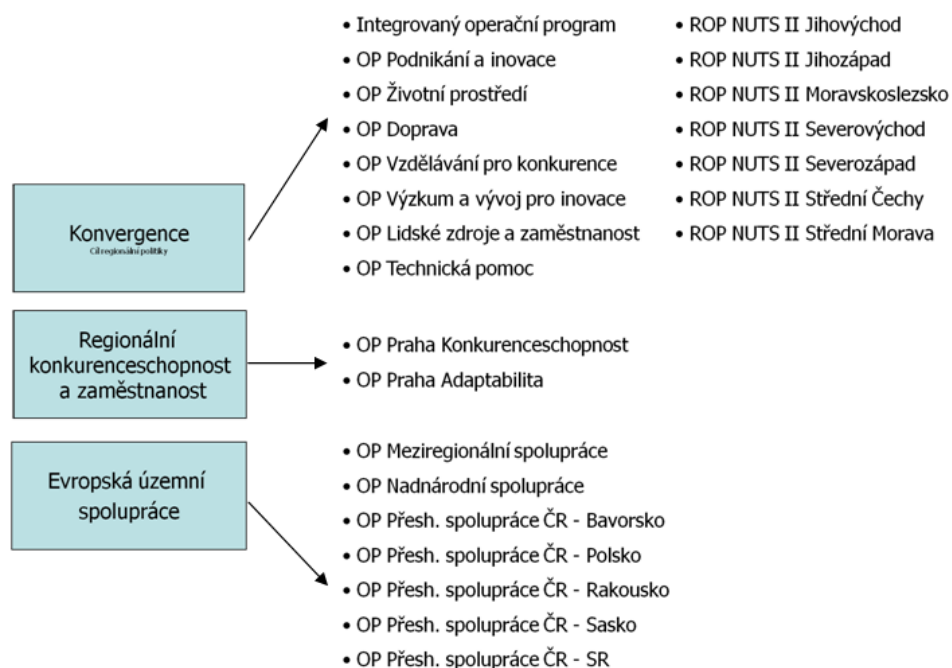 Konvergence
Cíl regionální politiky
• Integrovaný operační program
• OP Podnikání a inovace
• OP Životní prostředí
• OP Doprava
• OP Vzdělávání pro konkurence
• OP Výzkum a vývoj pro inovace
• OP Lidské zdroje a zaměstnanost
• OP Technická pomoc
• ROP NUTS II Jihovýchod
• ROP NUTS II Jihozápad
• ROP NUTS II Moravskoslezsko
• ROP NUTS II Severovýchod
• ROP NUTS II Severozápad
• ROP NUTS II Střední Čechy
• ROP NUTS II Střední Morava
Regionální
konkurenceschopnost
a zaměstnanost
• OP Praha Konkurenceschopnost
• OP Praha Adaptabilita
Evropská územní
spolupráce
• OP Meziregionální spolupráce
• OP Nadnárodní spolupráce
• OP Přesh. spolupráce ČR - Bavorsko
• OP Přesh. spolupráce ČR - Polsko
• OP Přesh. spolupráce ČR - Rakousko
• OP Přesh. spolupráce ČR - Sasko
• OP Přesh. spolupráce ČR - SR